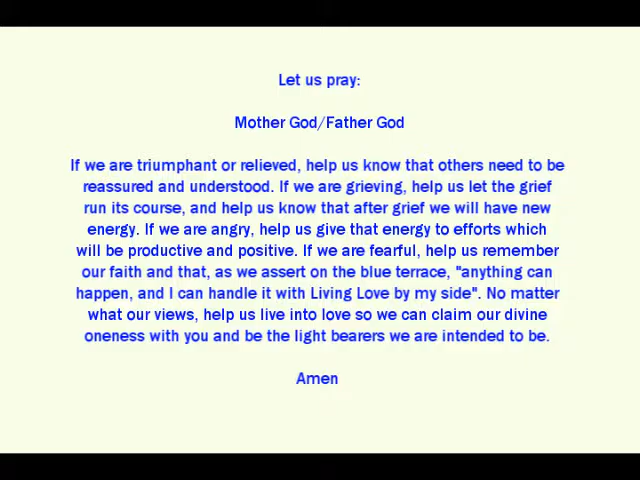 Let us pray:
Mother God/Father God
If we are triumphant or relieved, help us know that others need to be
reassured and understood. If we are grieving, help us let the grief
run its course, and help us know that after grief we will have new
energy. If we are angry, help us give that energy to efforts which
will be productive and positive. If we are fearful, help us remember
our faith and that, as we assert on the blue terrace, "anything can
happen, and I can handle it with Living Love by my side". No matter
what our views, help us live into love so we can claim our divine
oneness with you and be the light bearers we are intended to be.
Amen